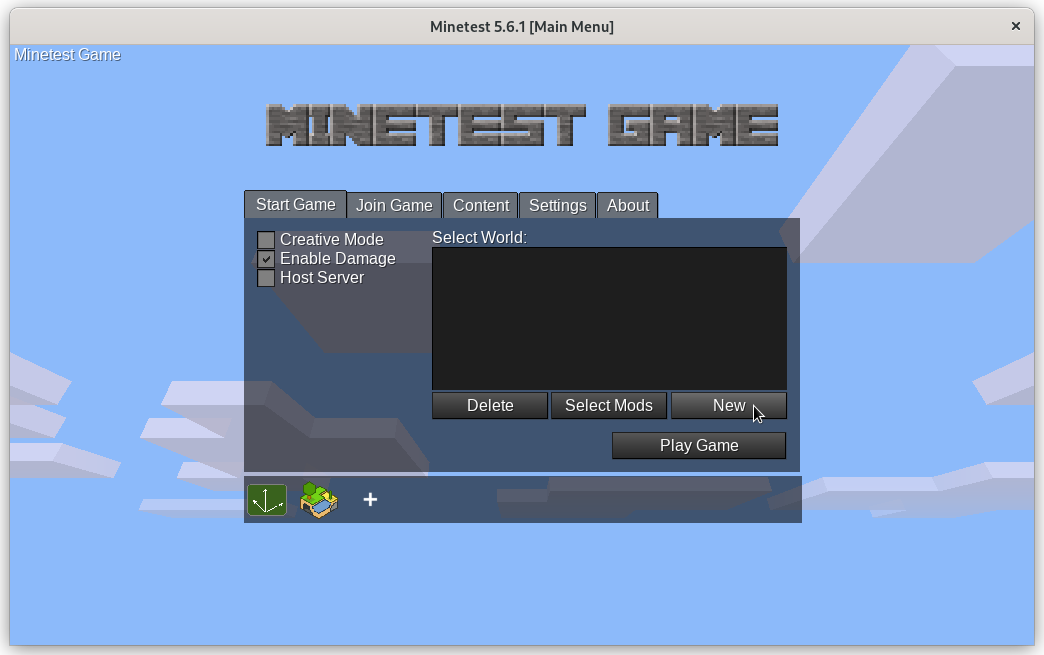 Minetest 5.6.1 [Main Menu]
Minetest Game
MINETEST GAME
Start Game
Join Game
Content
Settings
About
Creative Mode
Enable Damage
Host Server
Select World:
Delete
Select Mods
New
Play Game